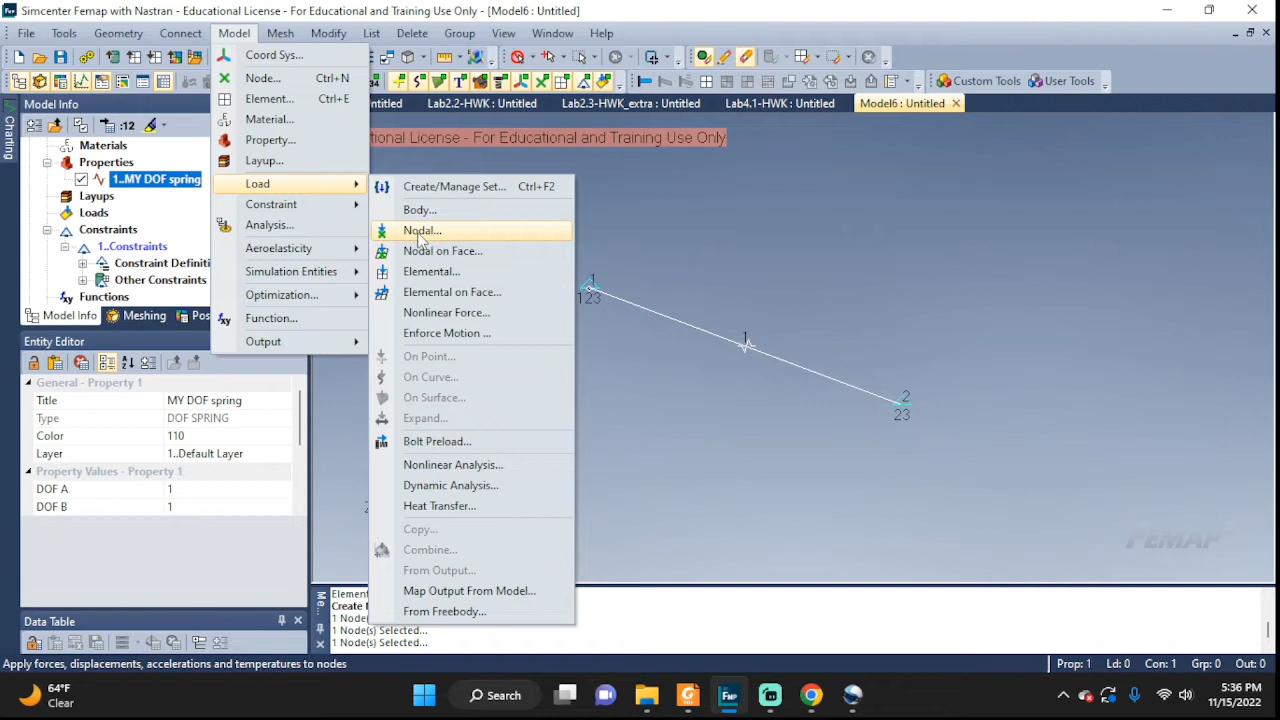 Simcenter Femap with Nastran - Educational License - For Educational and Training Use Only - [Model6 : Untitled]
File Tools Geometry Connect Model Mesh Modify List Delete Group View Window Help
Custom Tools User Tools
Charting
Model Info
Untitled Lab2.2-HWK : Untitled Lab2.3-HWK_extra : Untitled Lab4.1-HWK : Untitled Model6 : Untitled
:12
tional License - For Educational and Training Use Only
Materials
Properties
1..MY DOF spring
Layups
Loads
Constraints
1..Constraints
Constraint Definiti
Other Constraints
Functions
Model Info Meshing Pos
Coord Sys...
Node... Ctrl+N
Element... Ctrl+E
Material...
Property...
Layup...
Load
Constraint
Analysis...
Aeroelasticity
Simulation Entities
Optimization...
Function...
Output
Create/Manage Set... Ctrl+F2
Body...
Nodal...
Nodal on Face...
Elemental...
Elemental on Face...
Nonlinear Force...
Enforce Motion ...
On Point...
On Curve...
On Surface...
Expand...
Bolt Preload...
Nonlinear Analysis...
Dynamic Analysis...
Heat Transfer...
Copy...
Combine...
From Output...
Map Output From Model...
From Freebody...
1
123
1
2
23
Z
FEMAP
Entity Editor
General - Property 1
Title MY DOF spring
Type DOF SPRING
Color 110
Layer 1..Default Layer
Property Values - Property 1
DOF A 1
DOF B 1
Data Table
Me...
Element
Create N
1 Node(s) Selected...
1 Node(s) Selected...
1 Node(s) Selected...
Apply forces, displacements, accelerations and temperatures to nodes
Prop: 1 Ld: 0 Con: 1 Grp: 0 Out: 0
64°F
Clear
Search
FMP
5:36 PM
11/15/2022